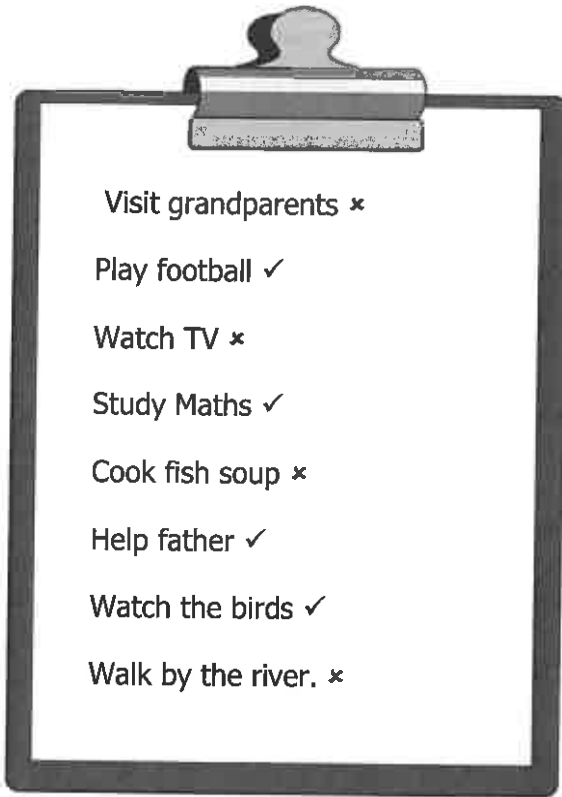 Visit grandparents ×
Play football ✓
Watch TV ×
Study Maths ✓
Cook fish soup ×
Help father ✓
Watch the birds ✓
Walk by the river. ×